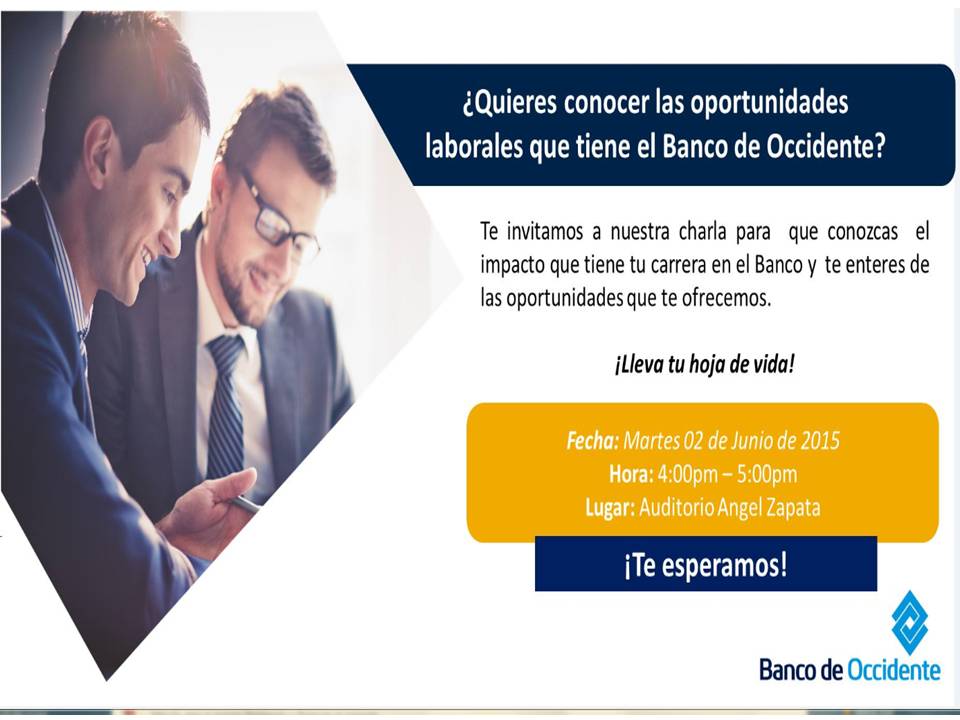 ¿Quieres conocer las oportunidades
laborales que tiene el Banco de Occidente?
Te invitamos a nuestra charla para que conozcas el
impacto que tiene tu carrera en el Banco y te enteres de
las oportunidades que te ofrecemos.
¡Lleva tu hoja de vida!
Fecha: Martes 02 de Junio de 2015
Hora: 4:00pm – 5:00pm
Lugar: Auditorio Angel Zapata
¡Te esperamos!
Banco de Occidente